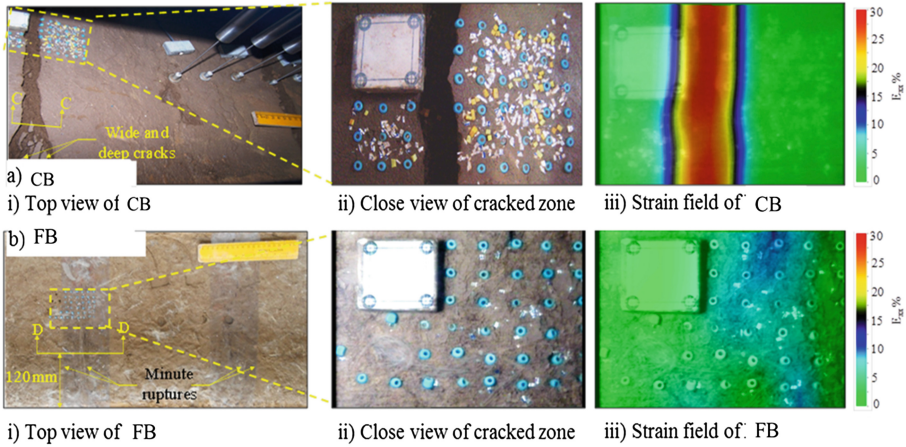 a) CB
C C
Wide and
deep cracks
i) Top view of CB
ii) Close view of cracked zone
30
25
20
15
10
5
0
Exx %
iii) Strain field of CB
b) FB
D D
120mm
Minute
ruptures
i) Top view of FB
ii) Close view of cracked zone
30
25
20
15
10
5
0
Exx %
iii) Strain field of: FB